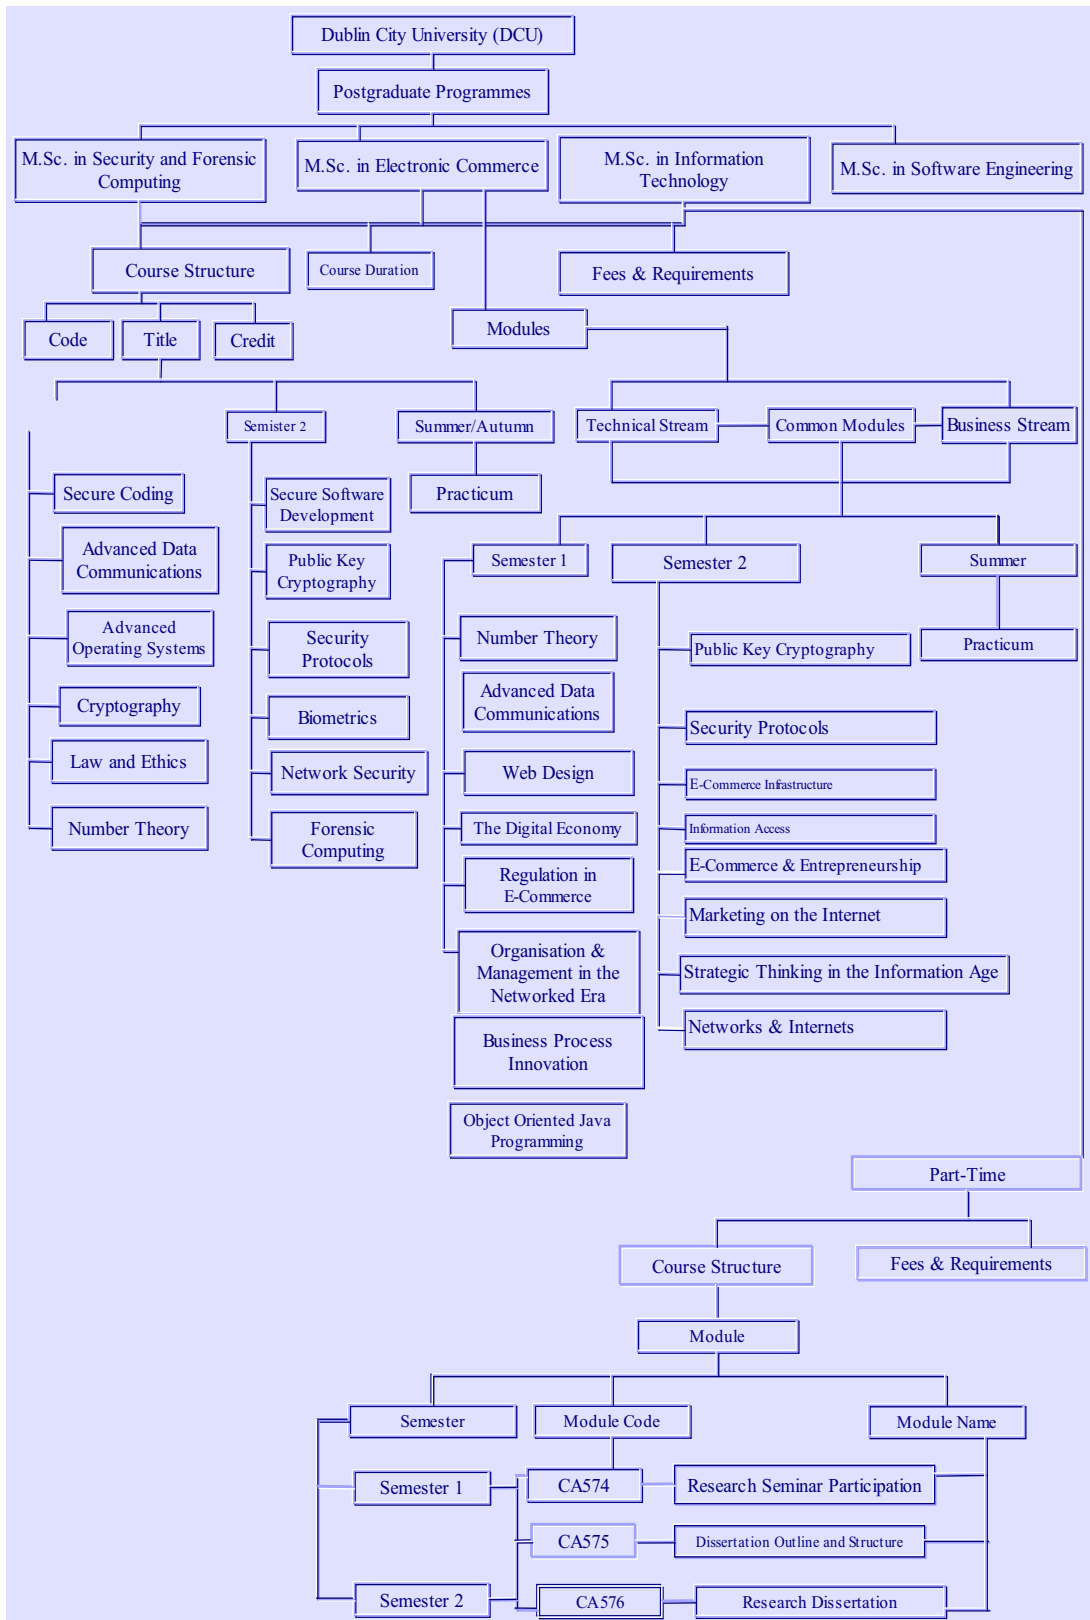 Dublin City University (DCU)
Postgraduate Programmes
M.Sc. in Security and Forensic
Computing
M.Sc. in Electronic Commerce
M.Sc. in Information
Technology
M.Sc. in Software Engineering
Course Structure
Course Duration
Fees & Requirements
Code
Title
Credit
Modules
Semister 2
Summer/Autumn
Technical Stream
Common Modules
Business Stream
Secure Coding
Advanced Data
Communications
Advanced
Operating Systems
Cryptography
Law and Ethics
Number Theory
Secure Software
Development
Public Key
Cryptography
Security
Protocols
Biometrics
Network Security
Forensic
Computing
Practicum
Semester 1
Semester 2
Summer
Number Theory
Advanced Data
Communications
Web Design
The Digital Economy
Regulation in
E-Commerce
Organisation &
Management in the
Networked Era
Business Process
Innovation
Object Oriented Java
Programming
Public Key Cryptography
Security Protocols
E-Commerce Infrastructure
Information Access
E-Commerce & Entrepreneurship
Marketing on the Internet
Strategic Thinking in the Information Age
Networks & Internets
Practicum
Part-Time
Course Structure
Fees & Requirements
Module
Semester
Module Code
Module Name
Semester 1
CA574
Research Seminar Participation
CA575
Dissertation Outline and Structure
Semester 2
CA576
Research Dissertation